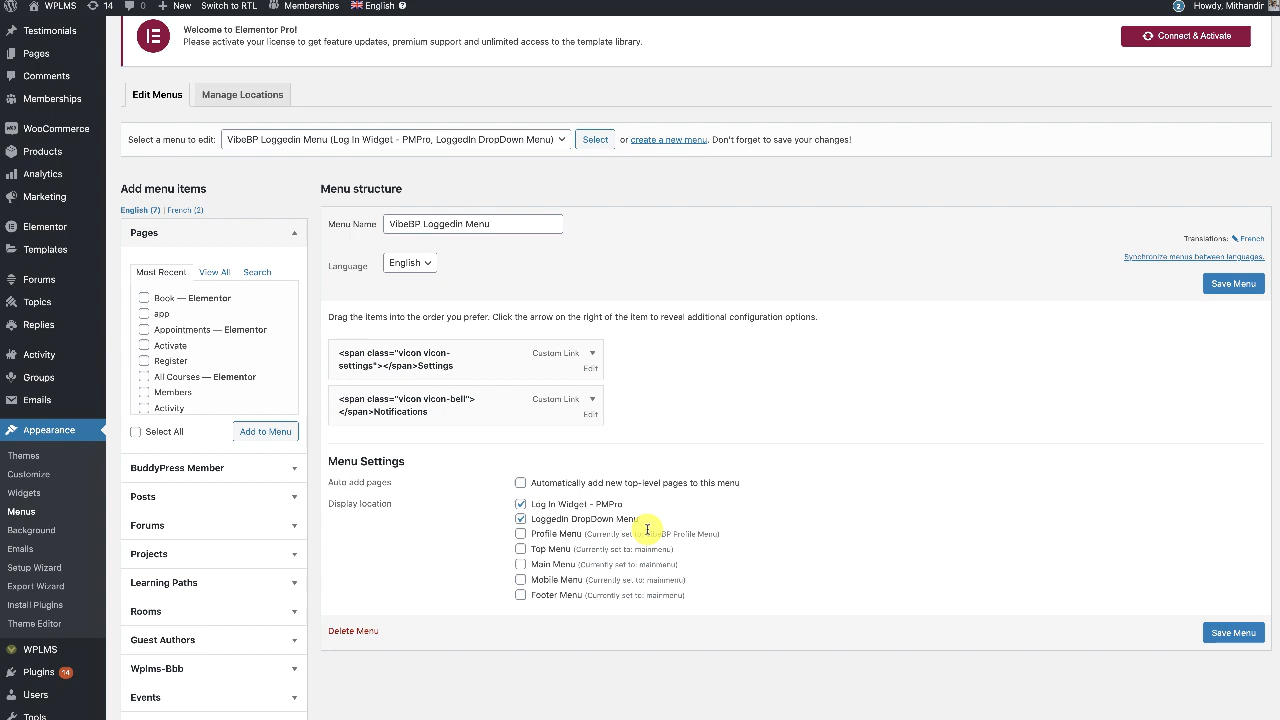 WPLMS 14 0 + New Switch to RTL Memberships English 2 Howdy, Mithandir
Testimonials
Pages
Comments
Memberships
WooCommerce
Products
Analytics
Marketing
Elementor
Templates
Forums
Topics
Replies
Activity
Groups
Emails
Appearance
Themes
Customize
Widgets
Menus
Background
Emails
Setup Wizard
Export Wizard
Install Plugins
Theme Editor
WPLMS
Plugins 14
Users
Tools
Welcome to Elementor Pro!
Please activate your license to get feature updates, premium support and unlimited access to the template library.
Connect & Activate
Edit Menus Manage Locations
Select a menu to edit: VibeBP Loggedin Menu (Log In Widget - PMPro, LoggedIn DropDown Menu) Select or create a new menu. Don't forget to save your changes!
Add menu items
English (7) | French (2)
Pages
Most Recent View All Search
Book — Elementor
app
Appointments — Elementor
Activate
Register
All Courses — Elementor
Members
Activity
Select All Add to Menu
BuddyPress Member
Posts
Forums
Projects
Learning Paths
Rooms
Guest Authors
Wplms-Bbb
Events
Menu structure
Menu Name VibeBP Loggedin Menu
Translations: French
Language English
Synchronize menus between languages.
Save Menu
Drag the items into the order you prefer. Click the arrow on the right of the item to reveal additional configuration options.
<span class="vicon vicon-
settings"></span>Settings
Custom Link
Edit
<span class="vicon vicon-bell">
</span>Notifications
Custom Link
Edit
Menu Settings
Auto add pages Automatically add new top-level pages to this menu
Display location Log In Widget - PMPro
LoggedIn DropDown Menu
Profile Menu (Currently set to: VibeBP Profile Menu)
Top Menu (Currently set to: mainmenu)
Main Menu (Currently set to: mainmenu)
Mobile Menu (Currently set to: mainmenu)
Footer Menu (Currently set to: mainmenu)
Delete Menu Save Menu